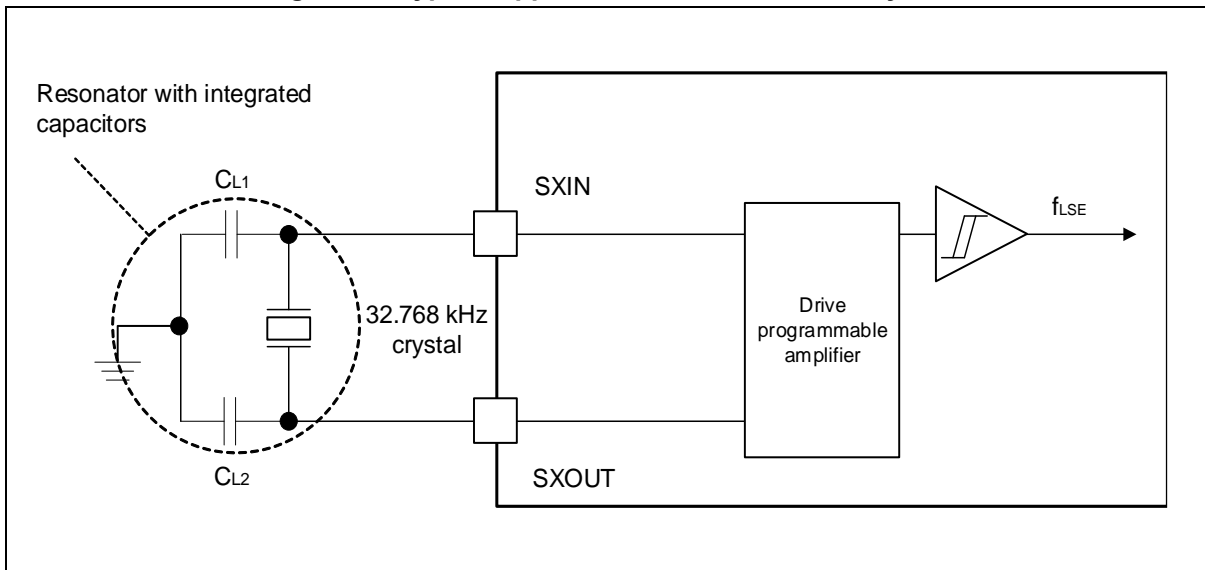 Resonator with integrated
capacitors
CL1
SXIN
fLSE
32.768 kHz
crystal
Drive
programmable
amplifier
CL2
SXOUT